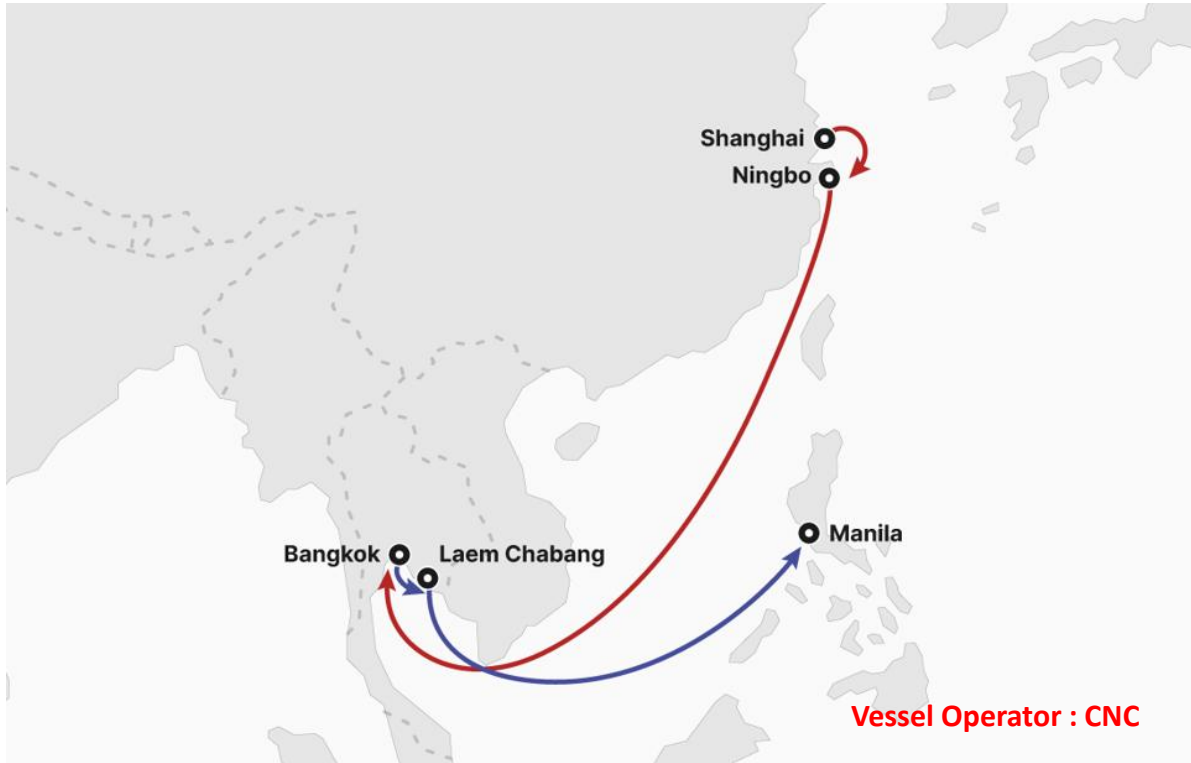 Shanghai
Ningbo
Bangkok
Laem Chabang
Manila
Vessel Operator : CNC